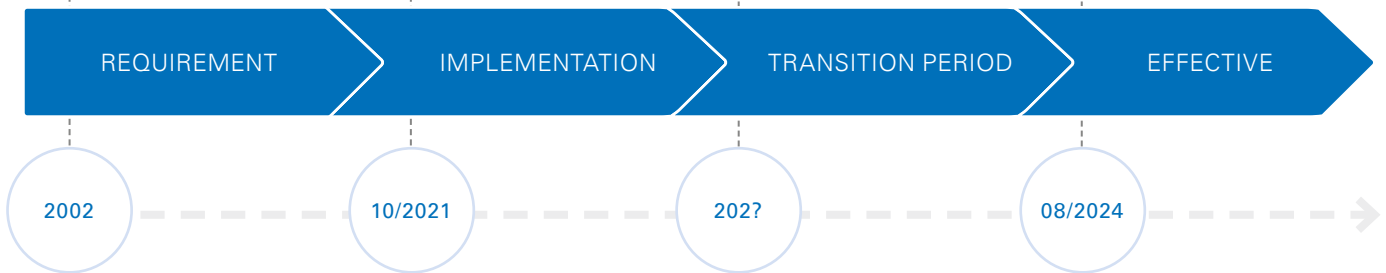 REQUIREMENT
IMPLEMENTATION
TRANSITION PERIOD
EFFECTIVE
2002
10/2021
202?
08/2024